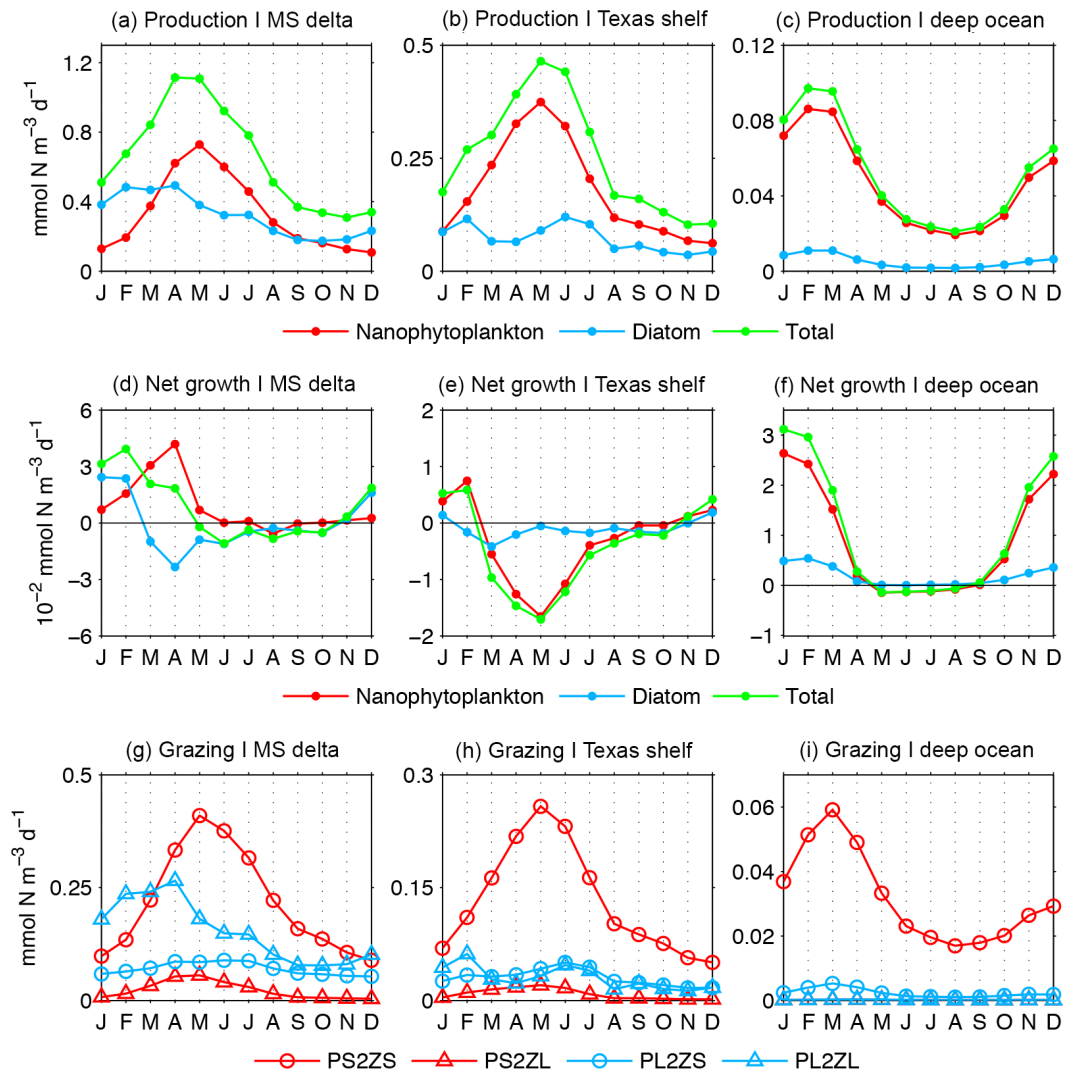 (a) Production | MS delta
(b) Production | Texas shelf
(c) Production | deep ocean
mmol N m−3 d−1
1.2
0.8
0.4
0
J F M A M J J A S O N D
0.5
0.25
0
J F M A M J J A S O N D
0.12
0.08
0.04
0
J F M A M J J A S O N D
Nanophytoplankton Diatom Total
(d) Net growth | MS delta
(e) Net growth | Texas shelf
(f) Net growth | deep ocean
10−2 mmol N m−3 d−1
6
3
0
−3
−6
J F M A M J J A S O N D
2
1
0
−1
−2
J F M A M J J A S O N D
3
2
1
0
−1
J F M A M J J A S O N D
Nanophytoplankton Diatom Total
(g) Grazing | MS delta
(h) Grazing | Texas shelf
(i) Grazing | deep ocean
mmol N m−3 d−1
0.5
0.25
0
J F M A M J J A S O N D
0.3
0.15
0
J F M A M J J A S O N D
0.06
0.04
0.02
0
J F M A M J J A S O N D
PS2ZS PS2ZL PL2ZS PL2ZL